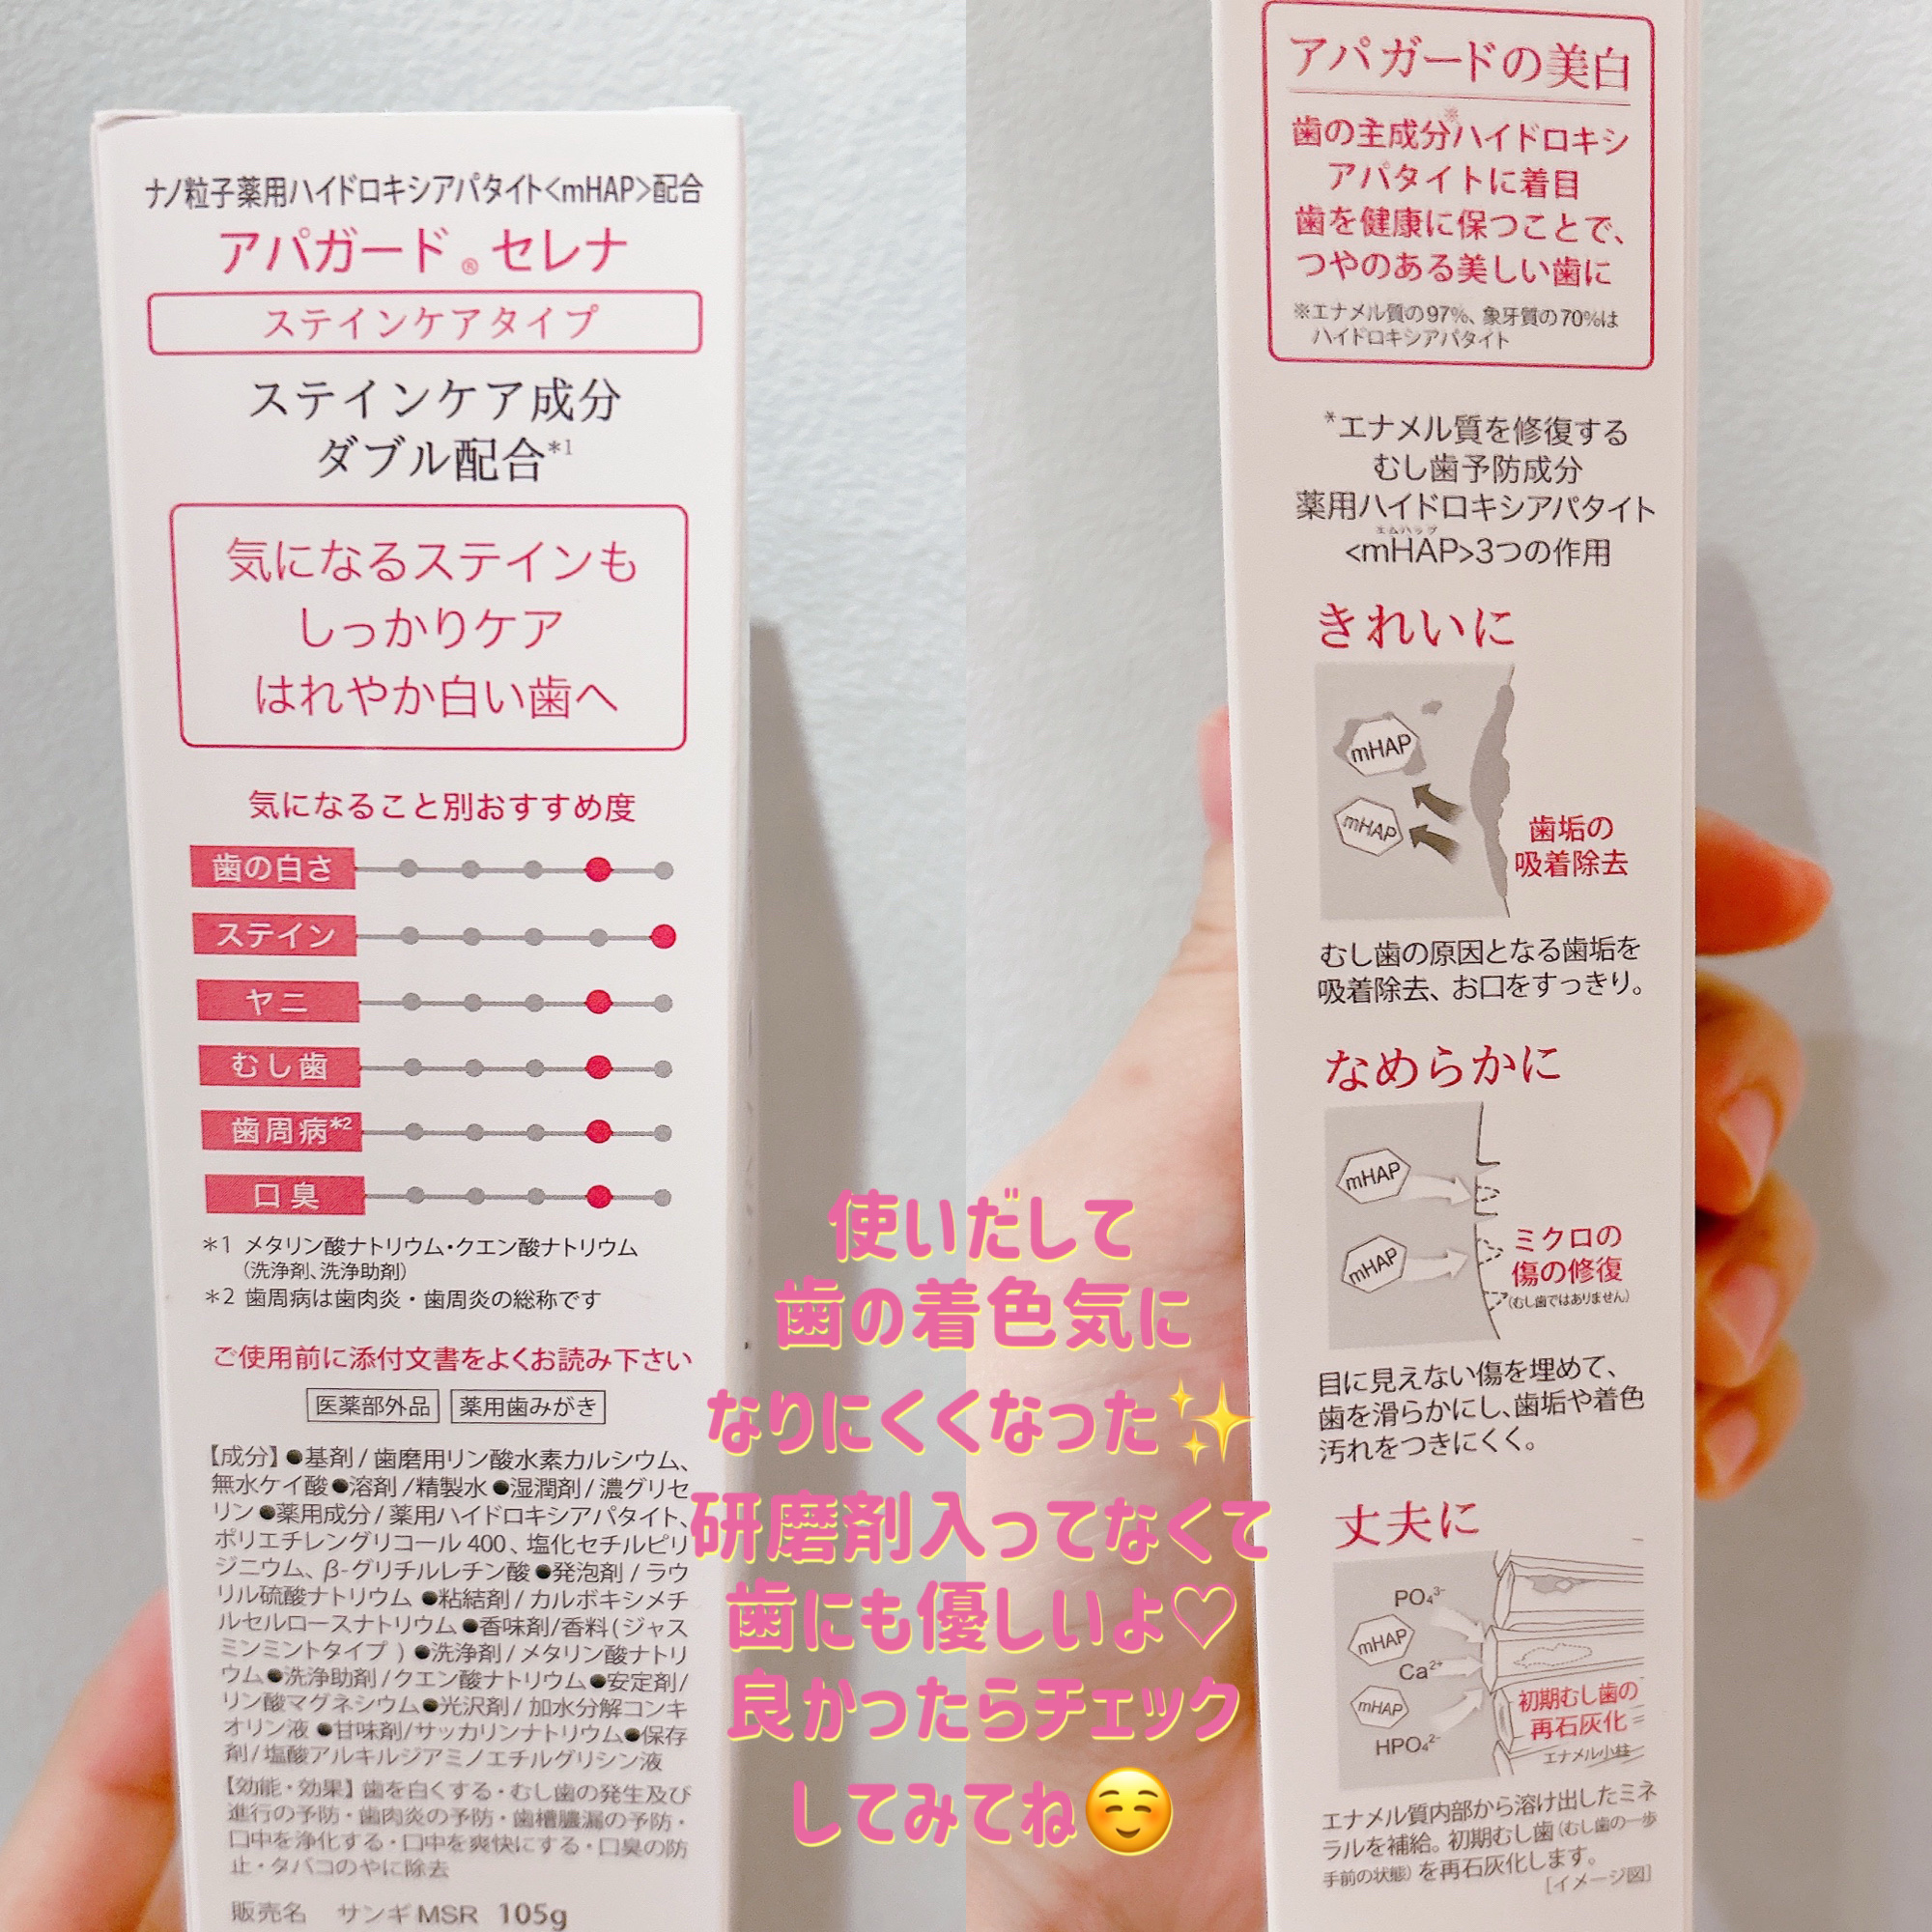 ナノ粒子薬用ハイドロキシアパタイト<mHAP>配合
アパガード®セレナ
ステインケアタイプ
ステインケア成分
ダブル配合*1
気になるステインも
しっかりケア
はれやか白い歯へ
気になること別おすすめ度
歯の白さ
ステイン
ヤニ
むし歯
歯周病*2
口臭
*1 メタリン酸ナトリウム・クエン酸ナトリウム
(洗浄剤、洗浄助剤)
*2 歯周病は歯肉炎・歯周炎の総称です
ご使用前に添付文書をよくお読み下さい
医薬部外品 薬用歯みがき
【成分】●基剤/歯磨用リン酸水素カルシウム、
無水ケイ酸●溶剤/精製水●湿潤剤/濃グリセ
リン●薬用成分/薬用ハイドロキシアパタイト、
ポリエチレングリコール400、塩化セチルピリ
ジニウム、β-グリチルレチン酸●発泡剤/ラウ
リル硫酸ナトリウム●粘結剤/カルボキシメチ
ルセルロースナトリウム●香味剤/香料(ジャス
ミンミントタイプ)●洗浄剤/メタリン酸ナトリ
ウム●洗浄助剤/クエン酸ナトリウム●安定剤/
リン酸マグネシウム●光沢剤/加水分解コンキ
オリン液●甘味剤/サッカリンナトリウム●保存
剤/塩酸アルキルジアミノエチルグリシン液
【効能・効果】歯を白くする・むし歯の発生及び
進行の予防・歯肉炎の予防・歯槽膿漏の予防・
口中を浄化する・口中を爽快にする・口臭の防
止・タバコのやに除去
販売名 サンギMSR 105g
アパガードの美白
歯の主成分※ハイドロキシ
アパタイトに着目
歯を健康に保つことで、
つやのある美しい歯に
※エナメル質の97%、象牙質の70%は
ハイドロキシアパタイト
*エナメル質を修復する
むし歯予防成分
薬用ハイドロキシアパタイト
エムハップ
<mHAP>3つの作用
きれいに
mHAP
mHAP
歯垢の
吸着除去
むし歯の原因となる歯垢を
吸着除去、お口をすっきり。
なめらかに
mHAP
mHAP
ミクロの
傷の修復
(むし歯ではありません)
目に見えない傷を埋めて、
歯を滑らかにし、歯垢や着色
汚れをつきにくく。
丈夫に
PO₄³⁻
mHAP
Ca²⁺
mHAP
HPO₄²⁻
初期むし歯の
再石灰化
エナメル小柱
エナメル質内部から溶け出したミネ
ラルを補給。初期むし歯(むし歯の一歩
手前の状態)を再石灰化します。
[イメージ図]
使いだして
歯の着色気に
なりにくくなった✨
研磨剤入ってなくて
歯にも優しいよ♡
良かったらチェック
してみてね☺️